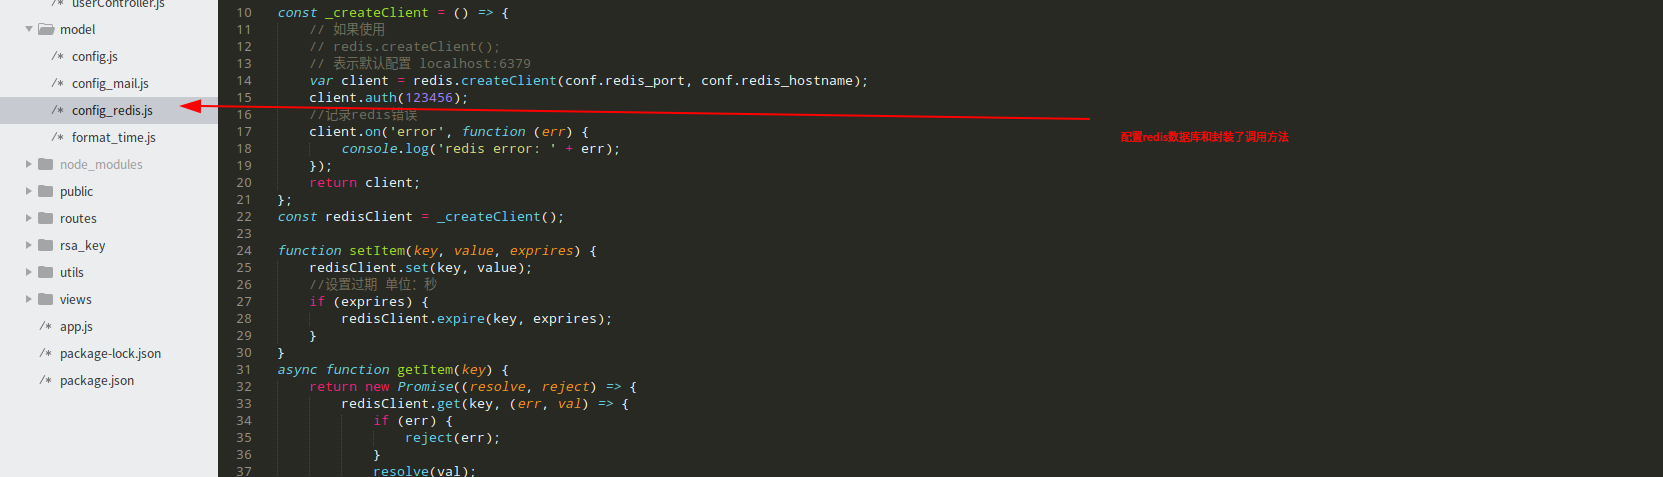 userController.js
model
/* config.js
/* config_mail.js
/* config_redis.js
/* format_time.js
node_modules
public
routes
rsa_key
utils
views
/* app.js
/* package-lock.json
/* package.json
10 const _createClient = () => {
11 // 如果使用
12 // redis.createClient();
13 // 表示默认配置 localhost:6379
14 var client = redis.createClient(conf.redis_port, conf.redis_hostname);
15 client.auth(123456);
16 //记录redis错误
17 client.on('error', function (err) {
18 console.log('redis error: ' + err);
19 });
20 return client;
21 };
22 const redisClient = _createClient();
23
24 function setItem(key, value, exprires) {
25 redisClient.set(key, value);
26 //设置过期 单位：秒
27 if (exprires) {
28 redisClient.expire(key, exprires);
29 }
30 }
31 async function getItem(key) {
32 return new Promise((resolve, reject) => {
33 redisClient.get(key, (err, val) => {
34 if (err) {
35 reject(err);
36 }
37 resolve(val);
配置redis数据库和封装了调用方法